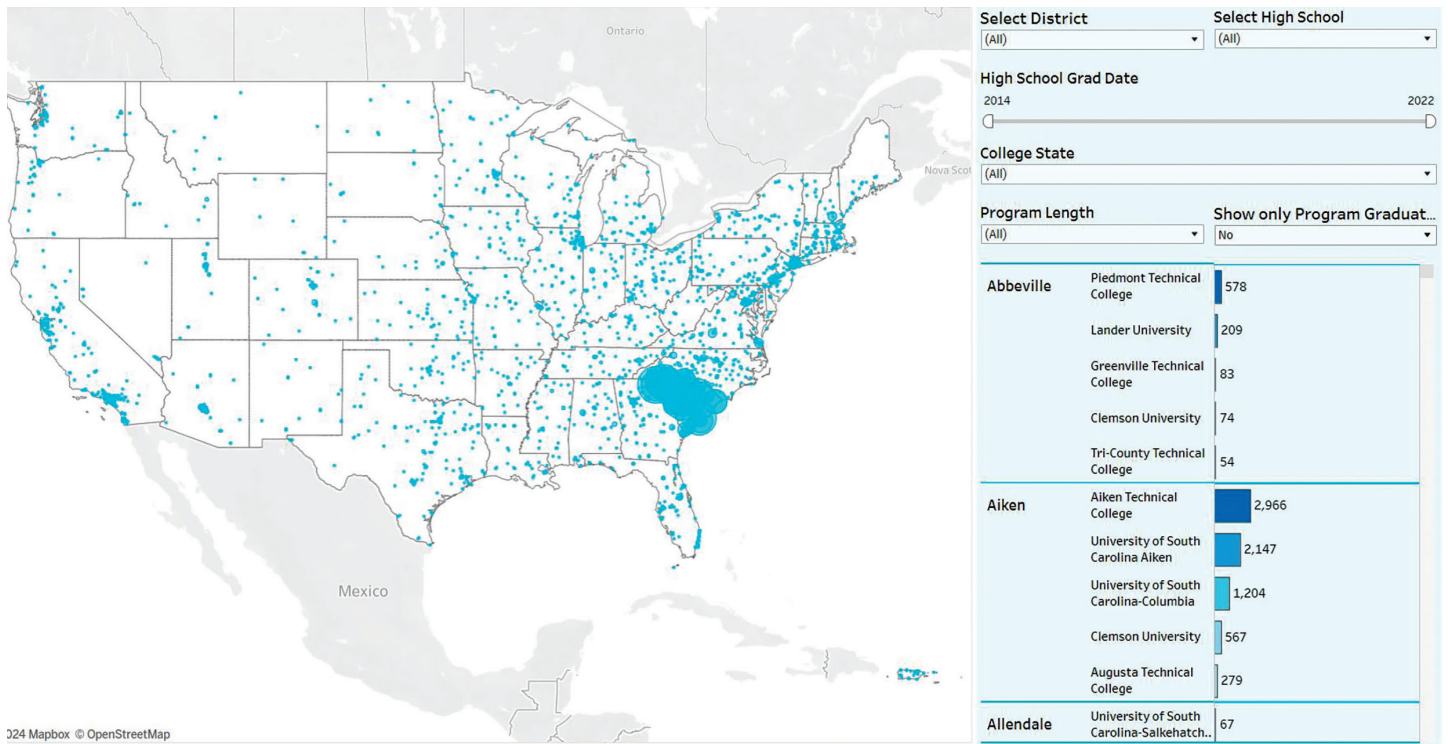 Ontario
Nova Scot
Mexico
024 Mapbox © OpenStreetMap
Select District
Select High School
(All)
(All)
High School Grad Date
2014
2022
College State
(All)
Program Length
Show only Program Graduat...
(All)
No
Abbeville
Piedmont Technical
College
578
Lander University
209
Greenville Technical
College
83
Clemson University
74
Tri-County Technical
College
54
Aiken
Aiken Technical
College
2,966
University of South
Carolina Aiken
2,147
University of South
Carolina-Columbia
1,204
Clemson University
567
Augusta Technical
College
279
Allendale
University of South
Carolina-Salkehatch..
67